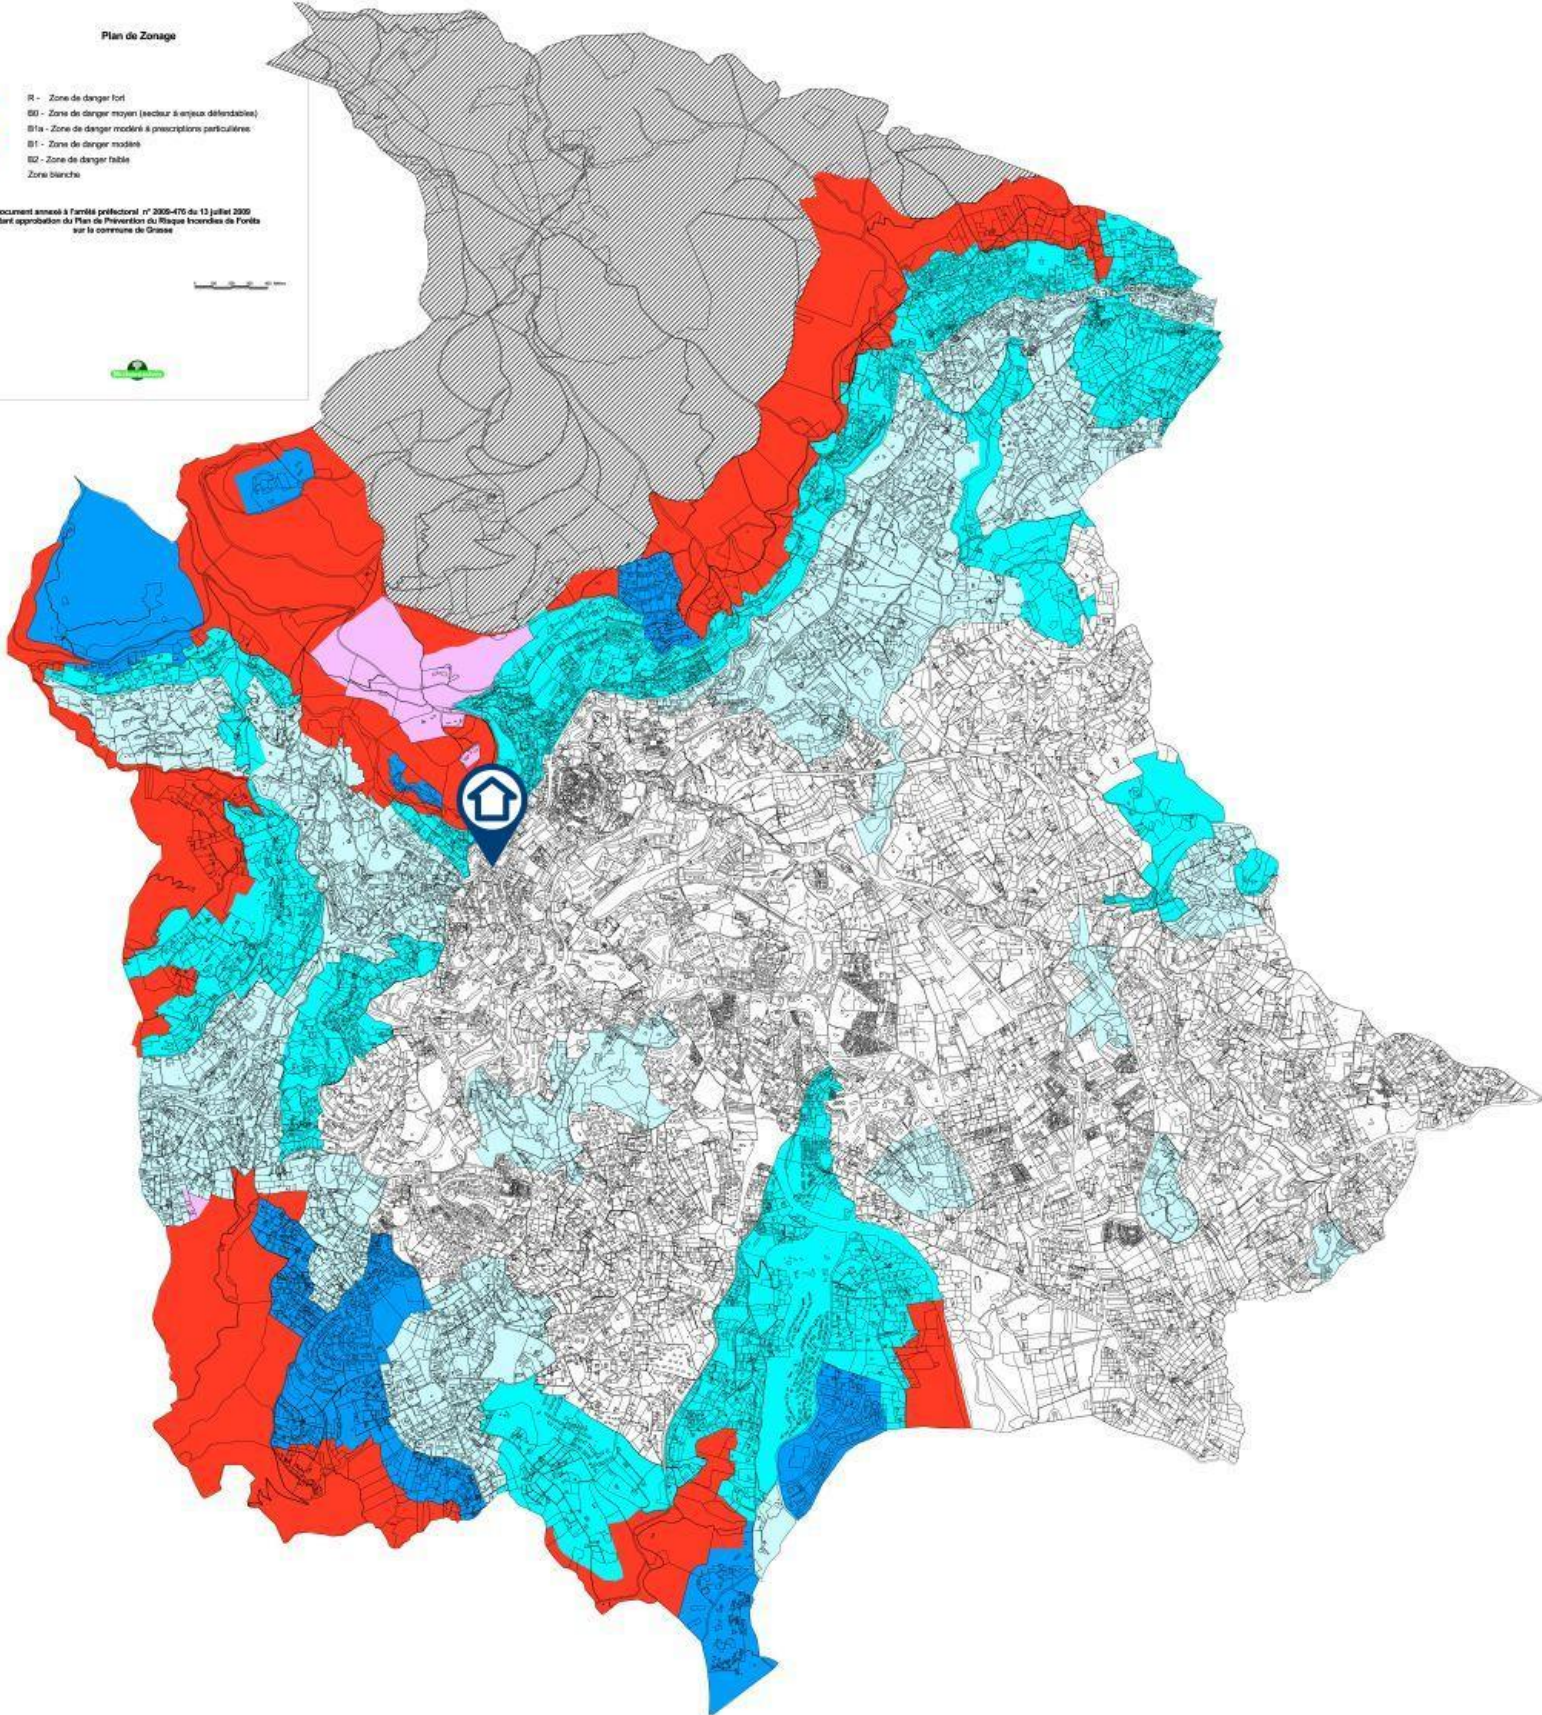 Plan de Zonage
R - Zone de danger fort
B0 - Zone de danger moyen (secteur à enjeux défendables)
B1a - Zone de danger modéré à prescriptions particulières
B1 - Zone de danger modéré
B2 - Zone de danger faible
Zone blanche
ocument annexé à l'arrêté préfectoral n° 2009-476 du 13 juillet 2009
tant approbation du Plan de Prévention du Risque Incendies de Forêts
sur la commune de Grasse